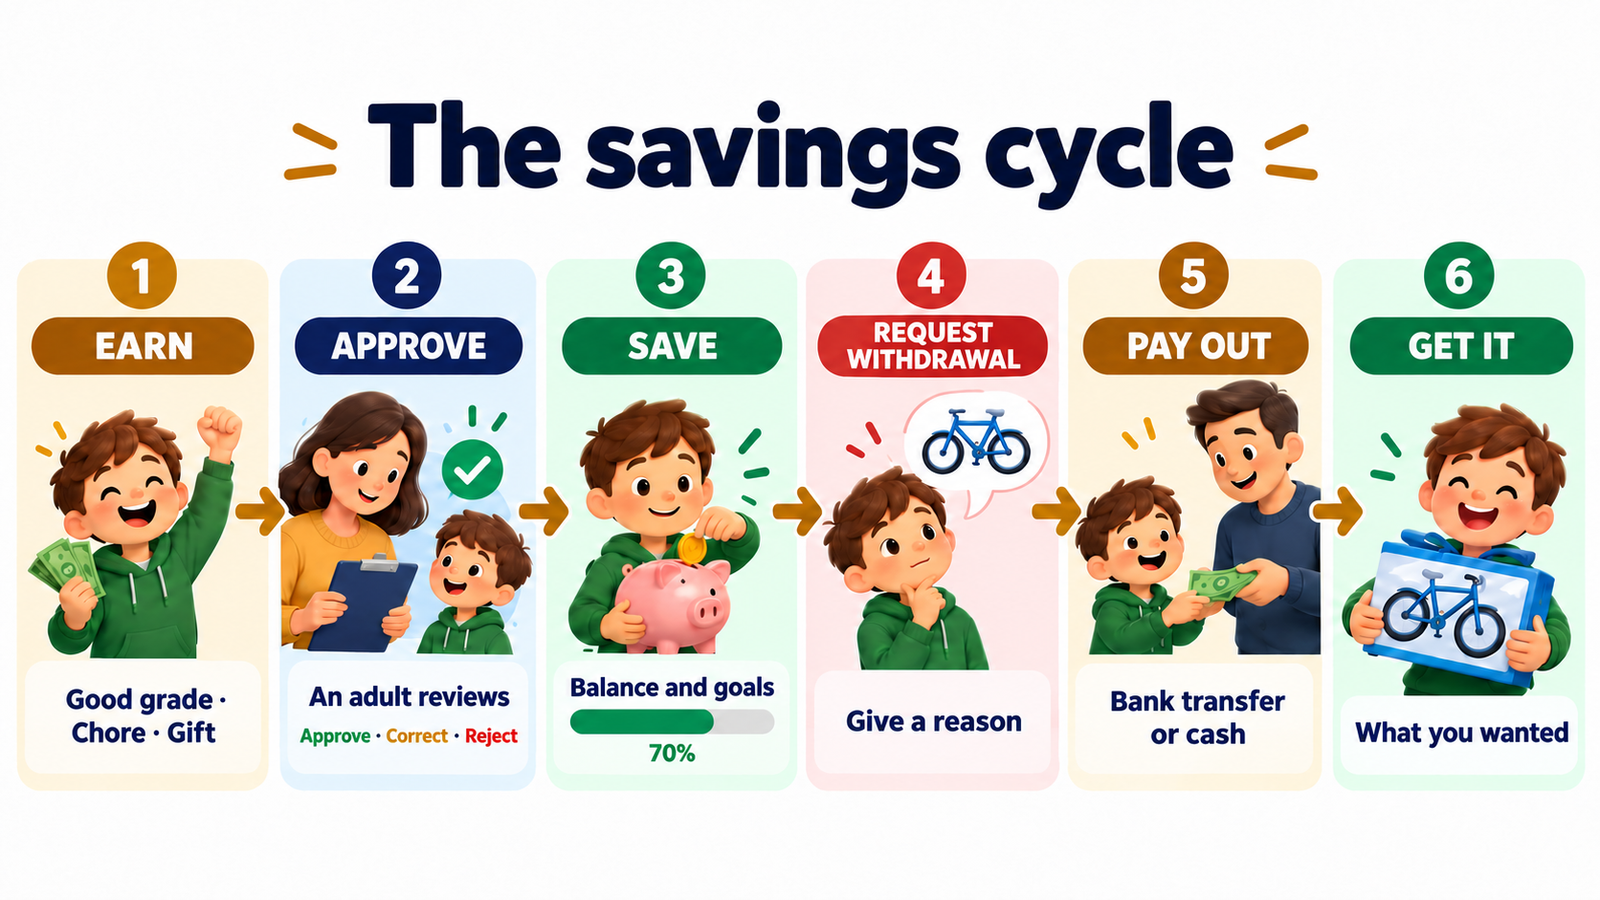 The savings cycle
1
EARN
Good grade ·
Chore · Gift
2
APPROVE
An adult reviews
Approve · Correct · Reject
3
SAVE
Balance and goals
70%
4
REQUEST
WITHDRAWAL
Give a reason
5
PAY OUT
Bank transfer
or cash
6
GET IT
What you wanted